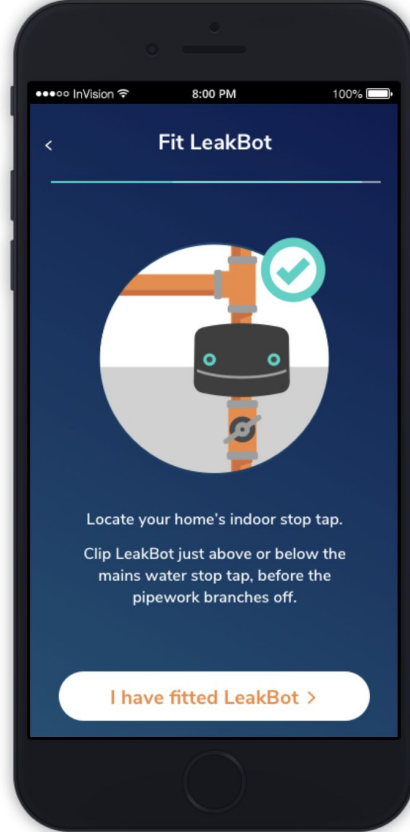 ●●●○○ InVision 8:00 PM 100%
< Fit LeakBot
Locate your home's indoor stop tap.
Clip LeakBot just above or below the
mains water stop tap, before the
pipework branches off.
I have fitted LeakBot >